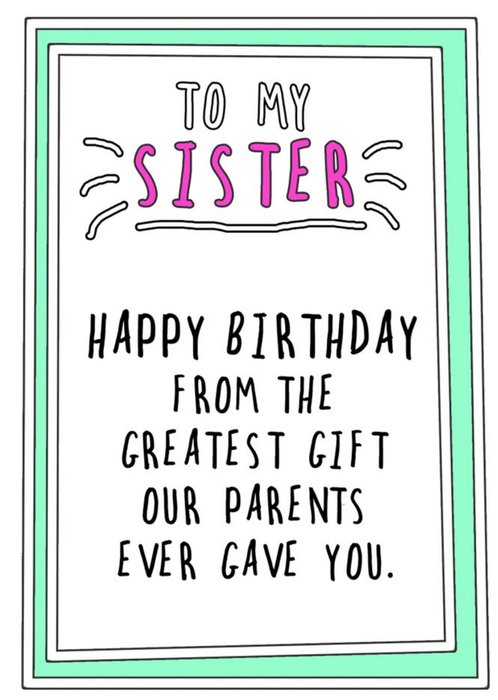 TO MY
SISTER
HAPPY BIRTHDAY
FROM THE
GREATEST GIFT
OUR PARENTS
EVER GAVE YOU.